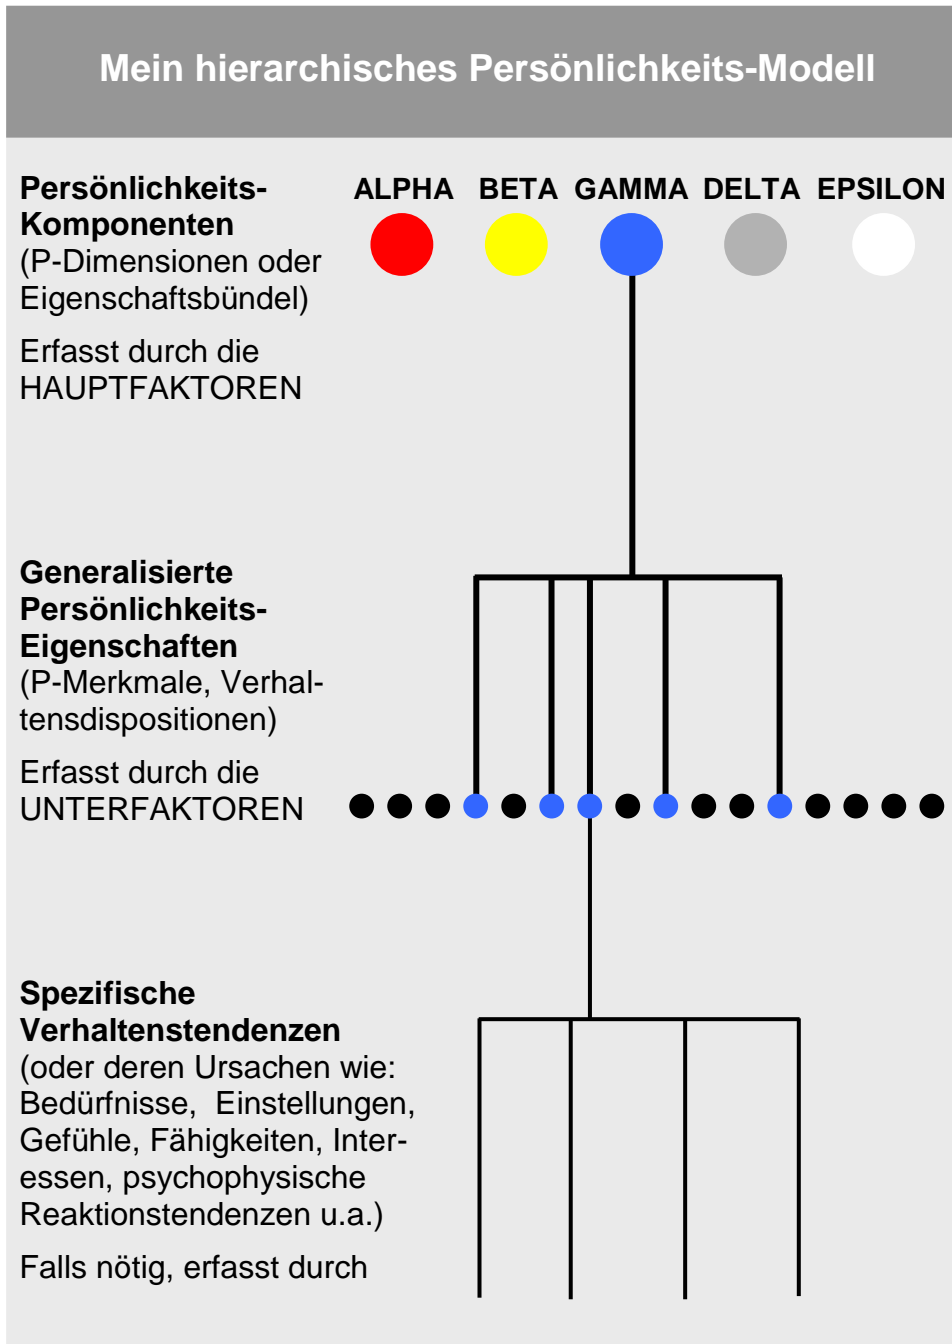 Mein hierarchisches Persönlichkeits-Modell
Persönlichkeits-
Komponenten
(P-Dimensionen oder
Eigenschaftsbündel)
Erfasst durch die
HAUPTFAKTOREN
ALPHA BETA GAMMA DELTA EPSILON
Generalisierte
Persönlichkeits-
Eigenschaften
(P-Merkmale, Verhal-
tensdispositionen)
Erfasst durch die
UNTERFAKTOREN
Spezifische
Verhaltenstendenzen
(oder deren Ursachen wie:
Bedürfnisse, Einstellungen,
Gefühle, Fähigkeiten, Inter-
essen, psychophysische
Reaktionstendenzen u.a.)
Falls nötig, erfasst durch